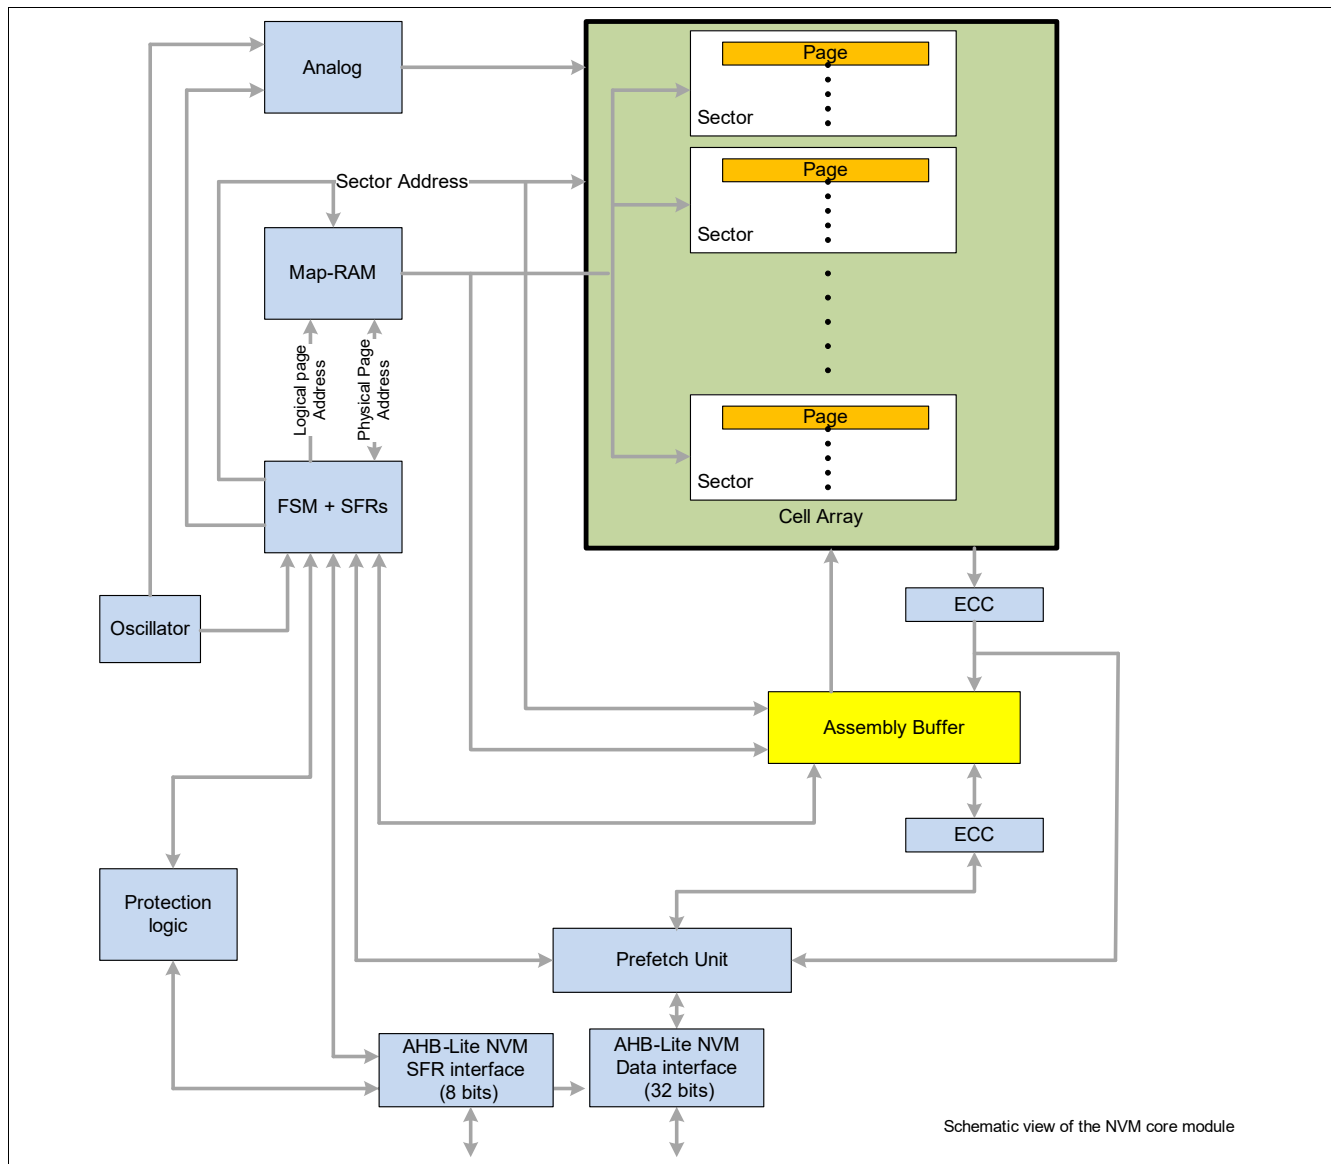 Page
Analog
Sector
Page
Sector Address
Sector
Map-RAM
Logical page
Address
Physical Page
Address
Page
Sector
FSM + SFRs
Cell Array
ECC
Oscillator
Assembly Buffer
ECC
Protection
logic
Prefetch Unit
AHB-Lite NVM
SFR interface
(8 bits)
AHB-Lite NVM
Data interface
(32 bits)
Schematic view of the NVM core module